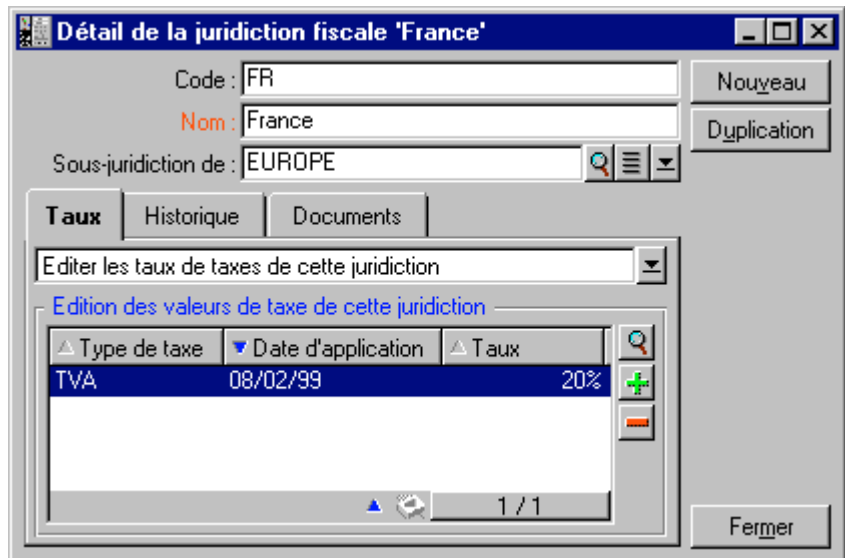 Détail de la juridiction fiscale 'France'
Code : FR
Nouveau
Nom : France
Duplication
Sous-juridiction de : EUROPE
Taux Historique Documents
Editer les taux de taxes de cette juridiction
Edition des valeurs de taxe de cette juridiction
Type de taxe Date d'application Taux
TVA 08/02/99 20%
1 / 1
Fermer